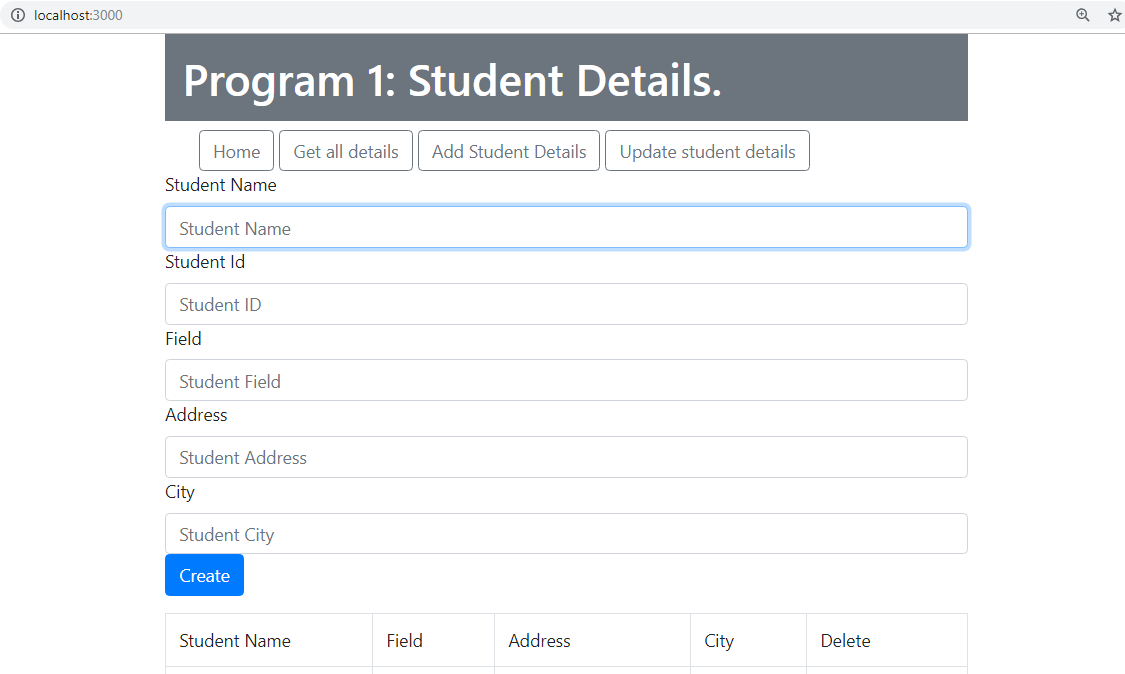 localhost:3000
Program 1: Student Details.
Home Get all details Add Student Details Update student details
Student Name
Student Name
Student Id
Student ID
Field
Student Field
Address
Student Address
City
Student City
Create
Student Name Field Address City Delete